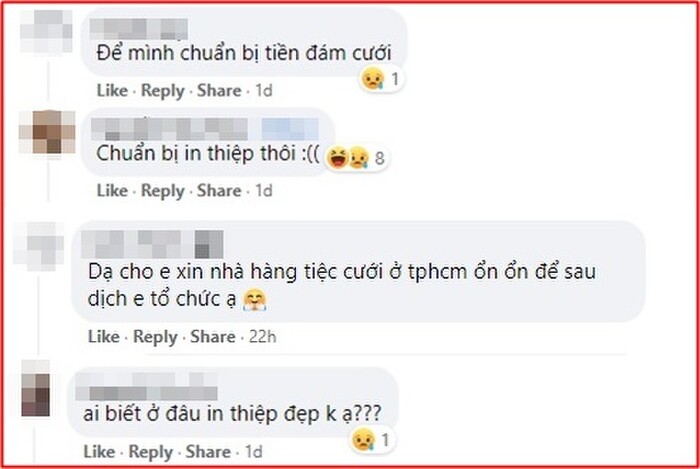 Để mình chuẩn bị tiền đám cưới
1
Like · Reply · Share · 1d
Chuẩn bị in thiệp thôi :((
8
Like · Reply · Share · 1d
Dạ cho e xin nhà hàng tiệc cưới ở tphcm ổn ổn để sau
dịch e tổ chức ạ 🤗
Like · Reply · Share · 22h
ai biết ở đâu in thiệp đẹp k ạ???
1
Like · Reply · Share · 1d